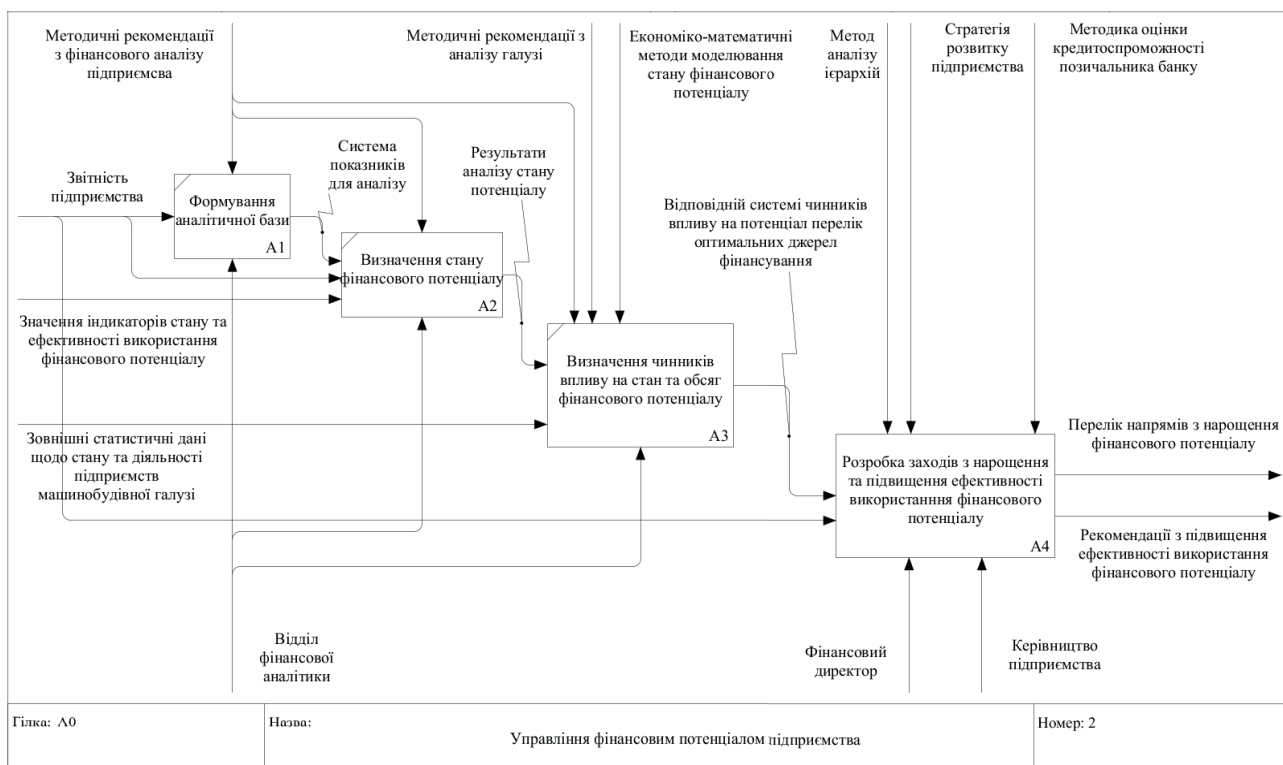 Методичні рекомендації
з фінансового аналізу
підприємсва
Методичні рекомендації з
аналізу галузі
Економіко-математичні
методи моделювання
стану фінансового
потенціалу
Метод
аналізу
ієрархій
Стратегія
розвитку
підприємства
Методика оцінки
кредитоспроможності
позичальника банку
Звітність
підприємства
Формування
аналітичної бази
А1
Система
показників
для аналізу
Результати
аналізу стану
потенціалу
Визначення стану
фінансового потенціалу
А2
Відповідній системі чинників
впливу на потенціал перелік
оптимальних джерел
фінансування
Значення індикаторів стану та
ефективності використання
фінансового потенціалу
Визначення чинників
впливу на стан та обсяг
фінансового потенціалу
А3
Зовнішні статистичні дані
щодо стану та діяльності
підприємств
машинобудівної галузі
Розробка заходів з нарощення
та підвищення ефективності
використанння фінансового
потенціалу
А4
Перелік напрямів з нарощення
фінансового потенціалу
Рекомендації з підвищення
ефективності використання
фінансового потенціалу
Відділ
фінансової
аналітики
Фінансовий
директор
Керівництво
підприємства
Гілка: А0
Назва:
Управління фінансовим потенціалом підприємства
Номер: 2